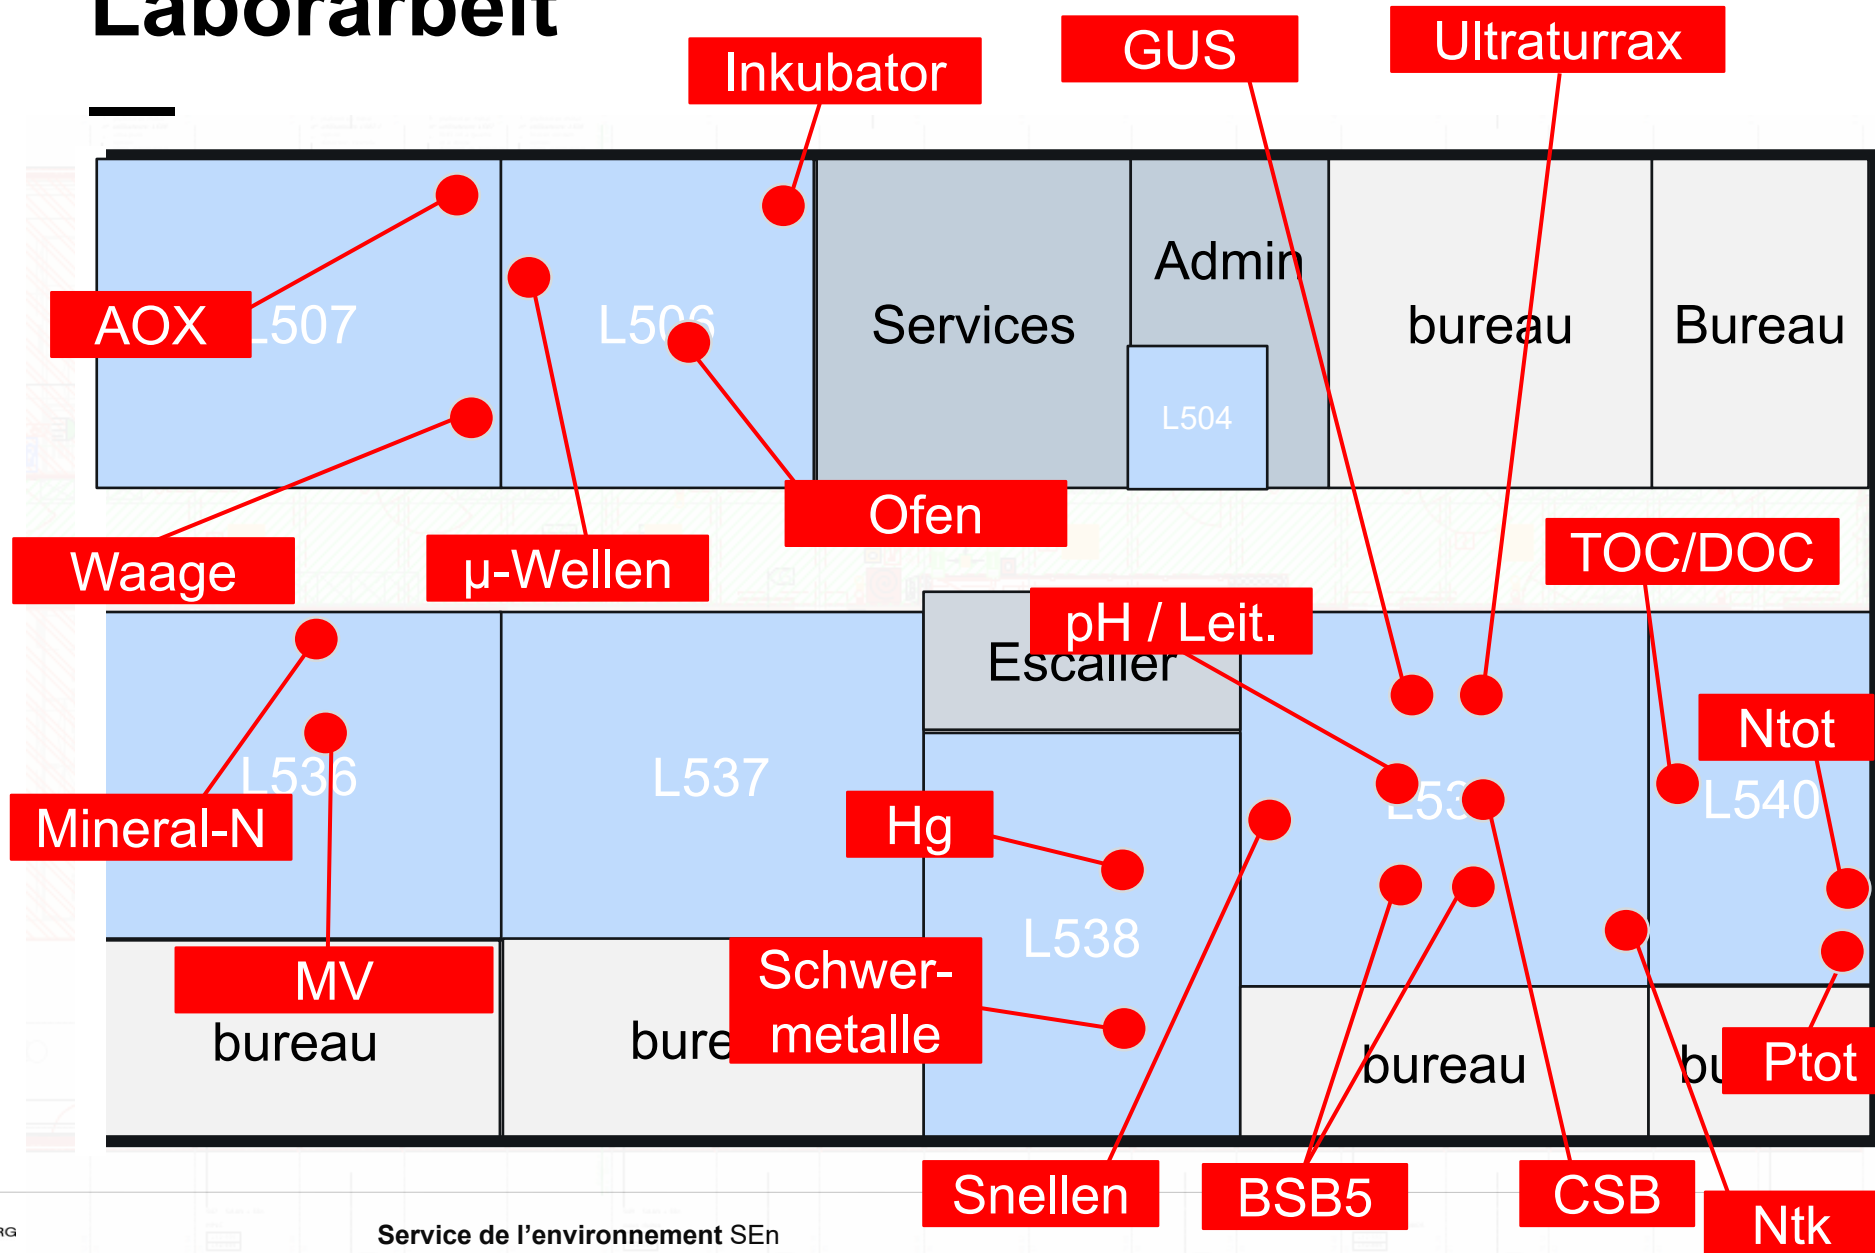 Laborarbeit
Inkubator
GUS
Ultraturrax
AOX
L507
L506
Services
Admin
L504
bureau
Bureau
Waage
µ-Wellen
Ofen
TOC/DOC
pH / Leit.
Escalier
Ntot
L536
L537
Mineral-N
Hg
L53
L540
MV
L538
Schwer-
metalle
bureau
bure
bureau
bu
Ptot
Snellen
BSB5
CSB
Ntk
RG
Service de l'environnement SEn